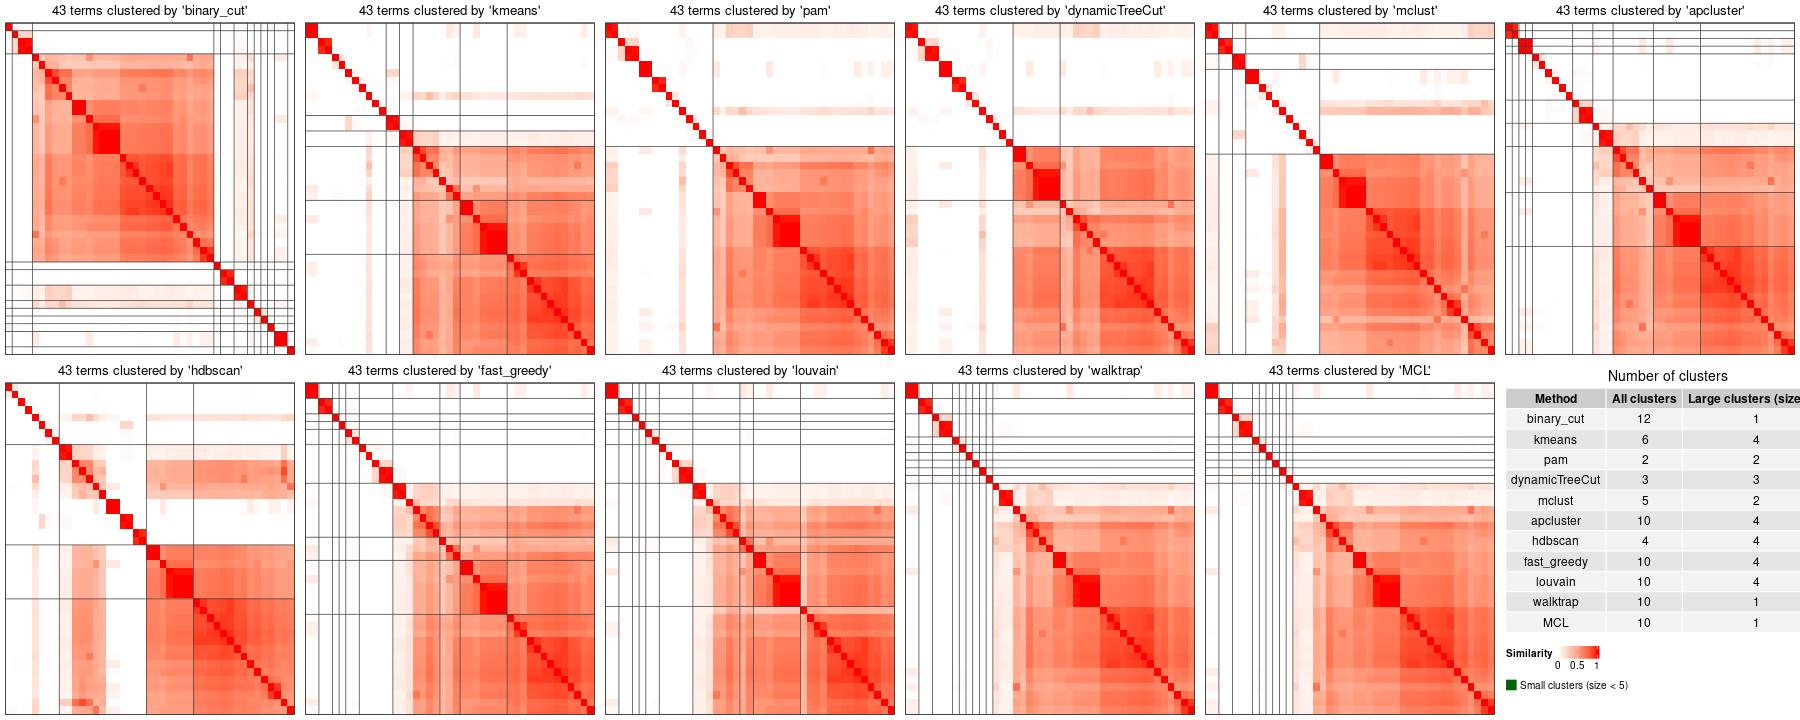 43 terms clustered by 'binary_cut'
43 terms clustered by 'kmeans'
43 terms clustered by 'pam'
43 terms clustered by 'dynamicTreeCut'
43 terms clustered by 'mclust'
43 terms clustered by 'apcluster'
43 terms clustered by 'hdbscan'
43 terms clustered by 'fast_greedy'
43 terms clustered by 'louvain'
43 terms clustered by 'walktrap'
43 terms clustered by 'MCL'
Number of clusters
Method All clusters Large clusters (size
binary_cut 12 1
kmeans 6 4
pam 2 2
dynamicTreeCut 3 3
mclust 5 2
apcluster 10 4
hdbscan 4 4
fast_greedy 10 4
louvain 10 4
walktrap 10 1
MCL 10 1
Similarity
0 0.5 1
Small clusters (size < 5)